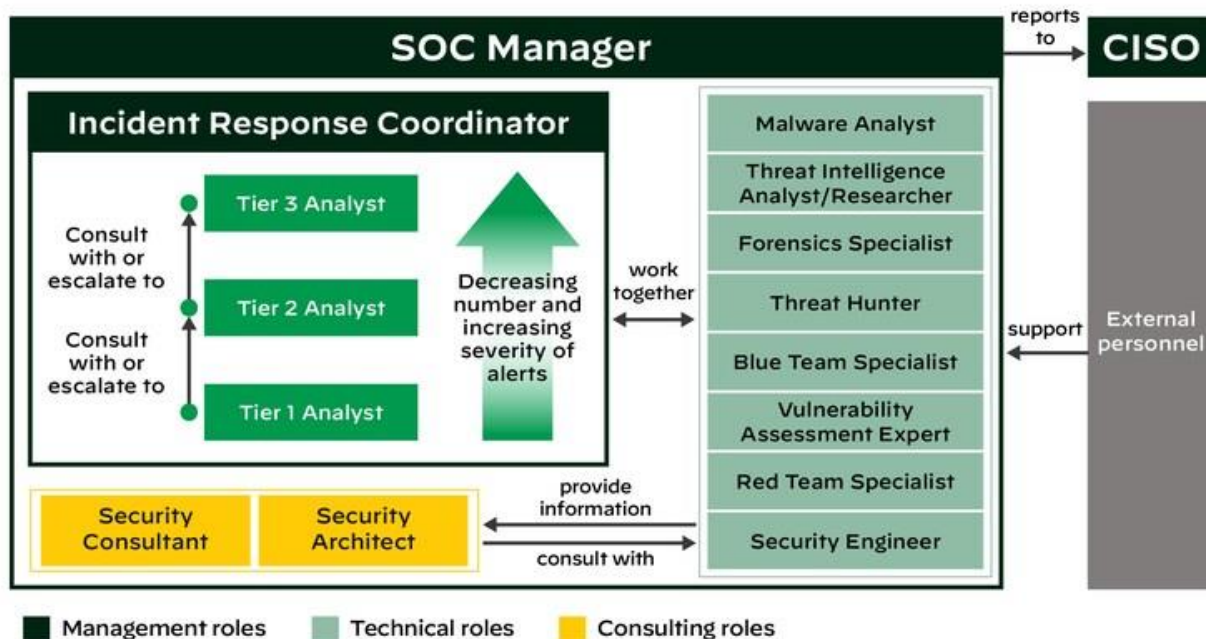 SOC Manager
reports
to
CISO
Incident Response Coordinator
Tier 3 Analyst
Consult
with or
escalate to
Tier 2 Analyst
Consult
with or
escalate to
Tier 1 Analyst
Decreasing
number and
increasing
severity of
alerts
work
together
Malware Analyst
Threat Intelligence
Analyst/Researcher
Forensics Specialist
Threat Hunter
Blue Team Specialist
Vulnerability
Assessment Expert
Red Team Specialist
Security Engineer
support
External
personnel
Security
Consultant
Security
Architect
provide
information
consult with
Management roles
Technical roles
Consulting roles